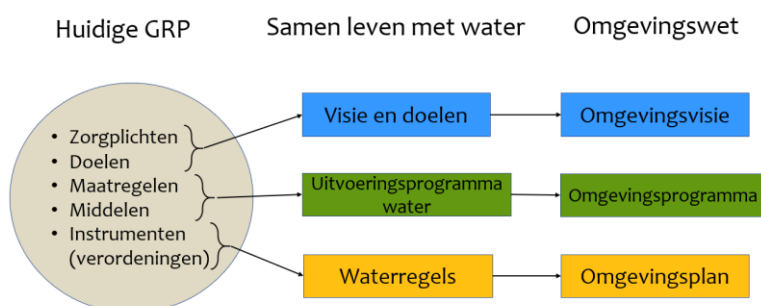 Huidige GRP
Samen leven met water
Omgevingswet
• Zorgplichten
• Doelen
• Maatregelen
• Middelen
• Instrumenten
(verordeningen)
Visie en doelen
Omgevingsvisie
Uitvoeringsprogramma
water
Omgevingsprogramma
Waterregels
Omgevingsplan